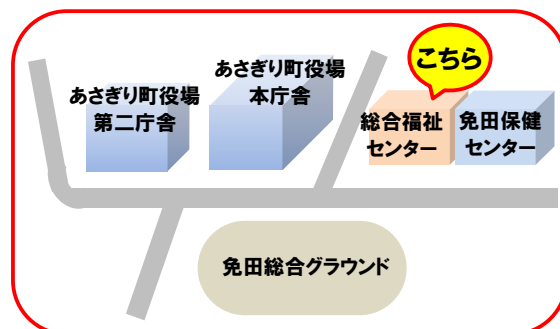 あさぎり町役場
第二庁舎
あさぎり町役場
本庁舎
こちら
総合福祉
センター
免田保健
センター
免田総合グラウンド